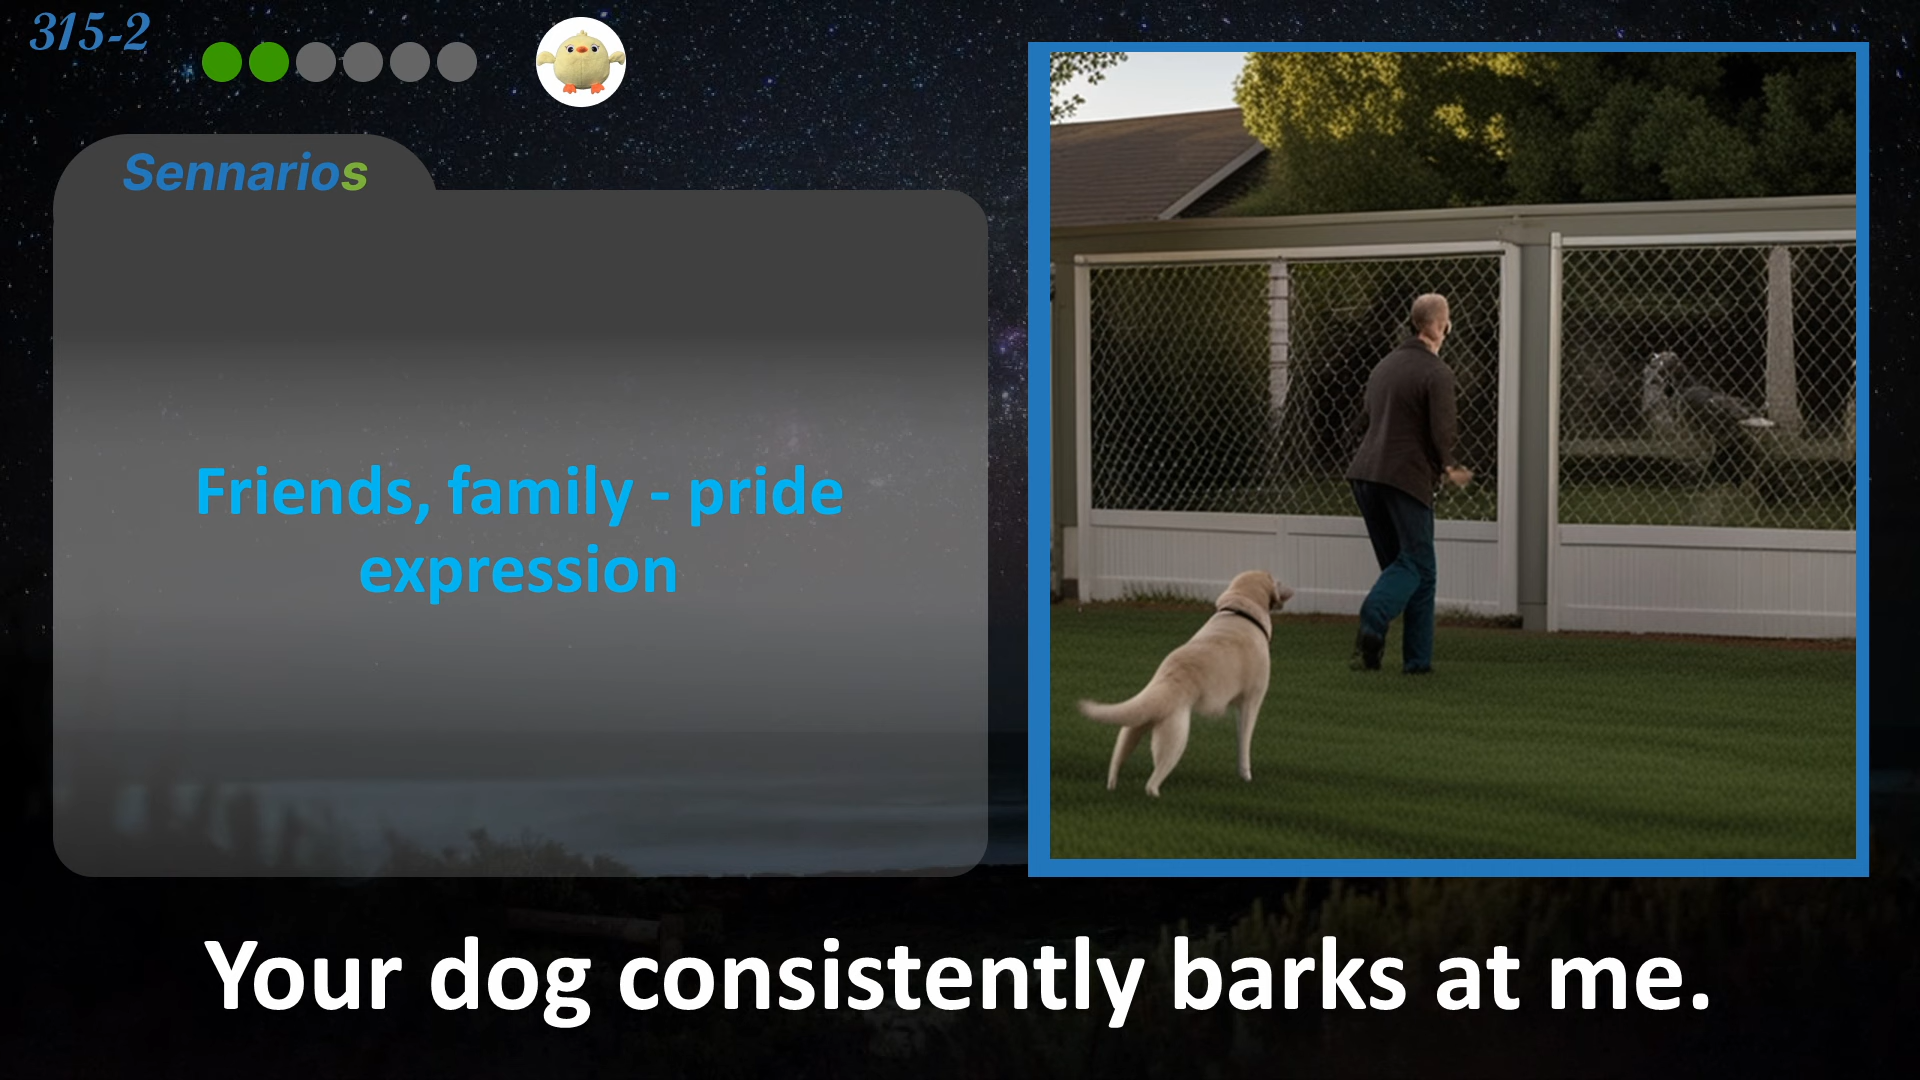 315-2
Sennarios
Friends, family - pride
expression
Your dog consistently barks at me.